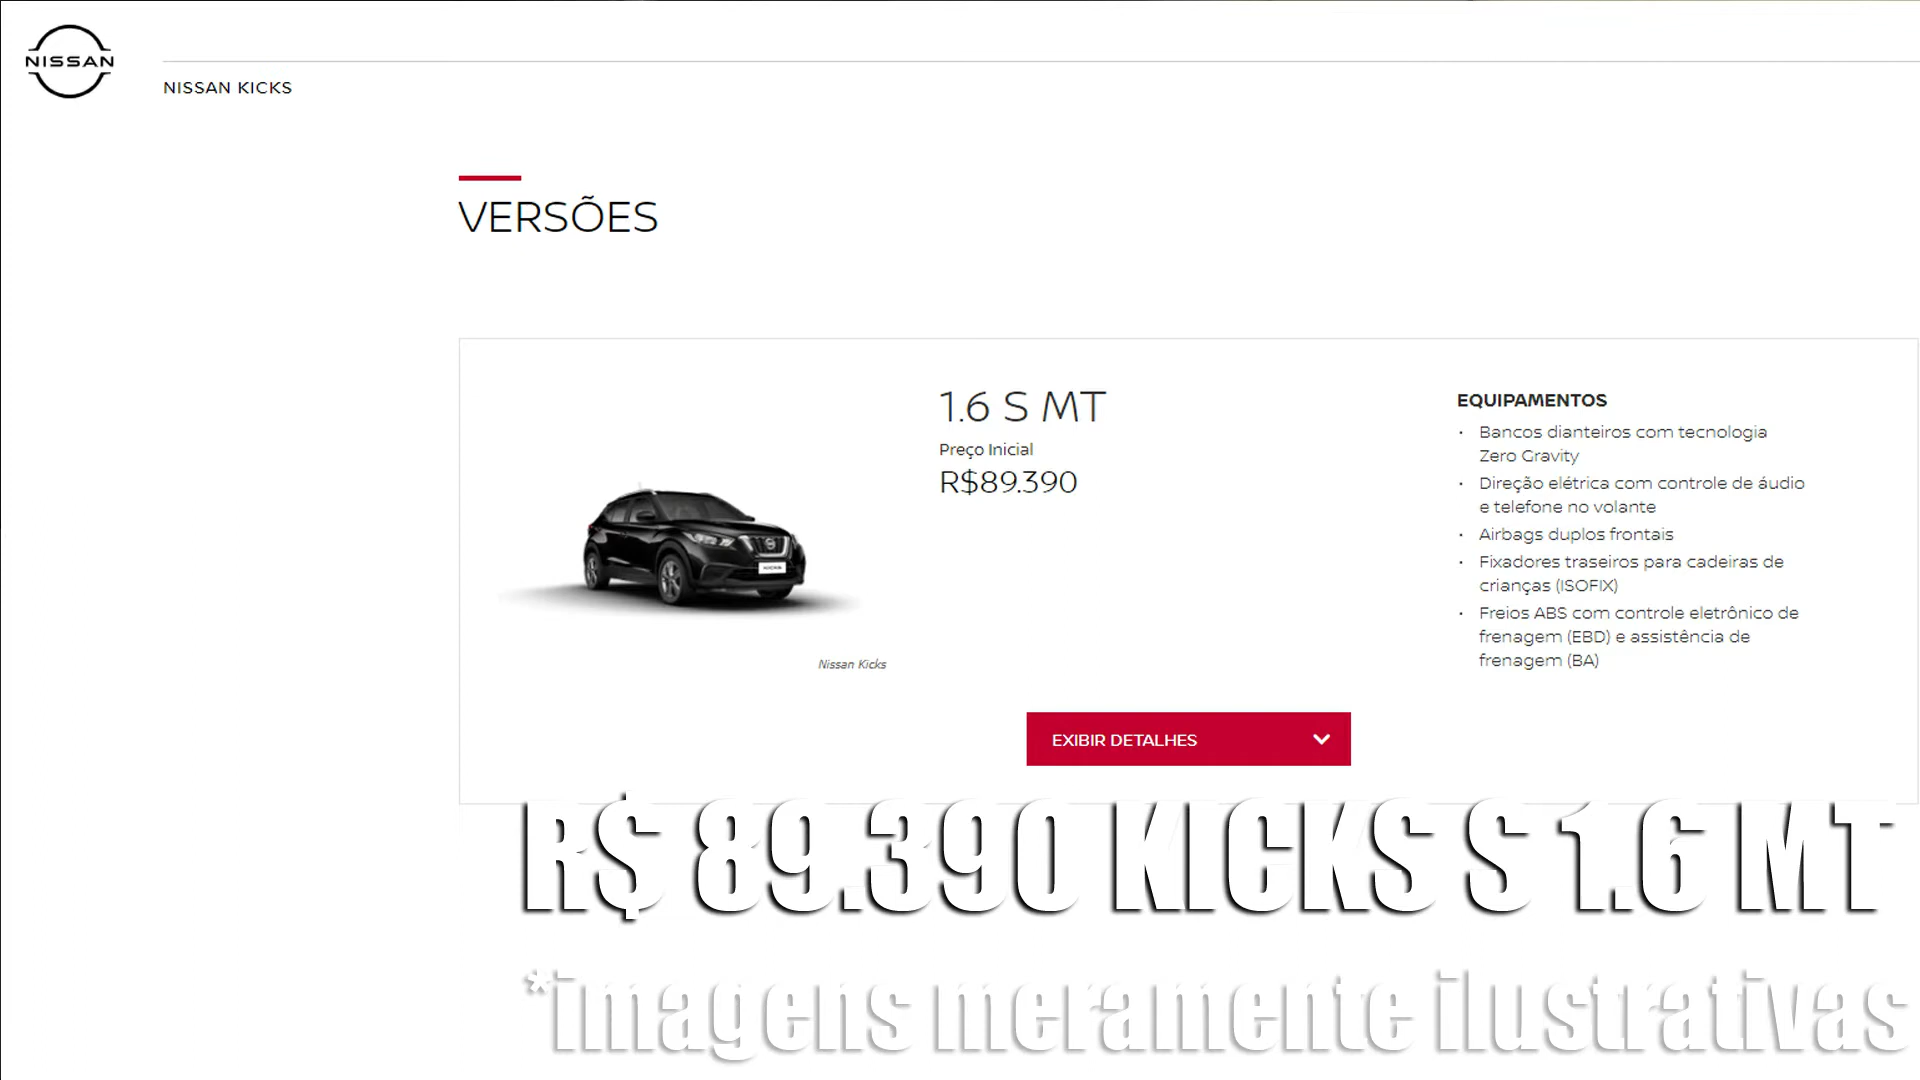 NISSAN
NISSAN KICKS
VERSÕES
1.6 S MT
Preço Inicial
R$89.390
KICKS
Nissan Kicks
EQUIPAMENTOS
• Bancos dianteiros com tecnologia
Zero Gravity
• Direção elétrica com controle de áudio
e telefone no volante
• Airbags duplos frontais
• Fixadores traseiros para cadeiras de
crianças (ISOFIX)
• Freios ABS com controle eletrônico de
frenagem (EBD) e assistência de
frenagem (BA)
EXIBIR DETALHES
R$ 89.390 KICKS S 1.6 MT
*imagens meramente ilustrativas